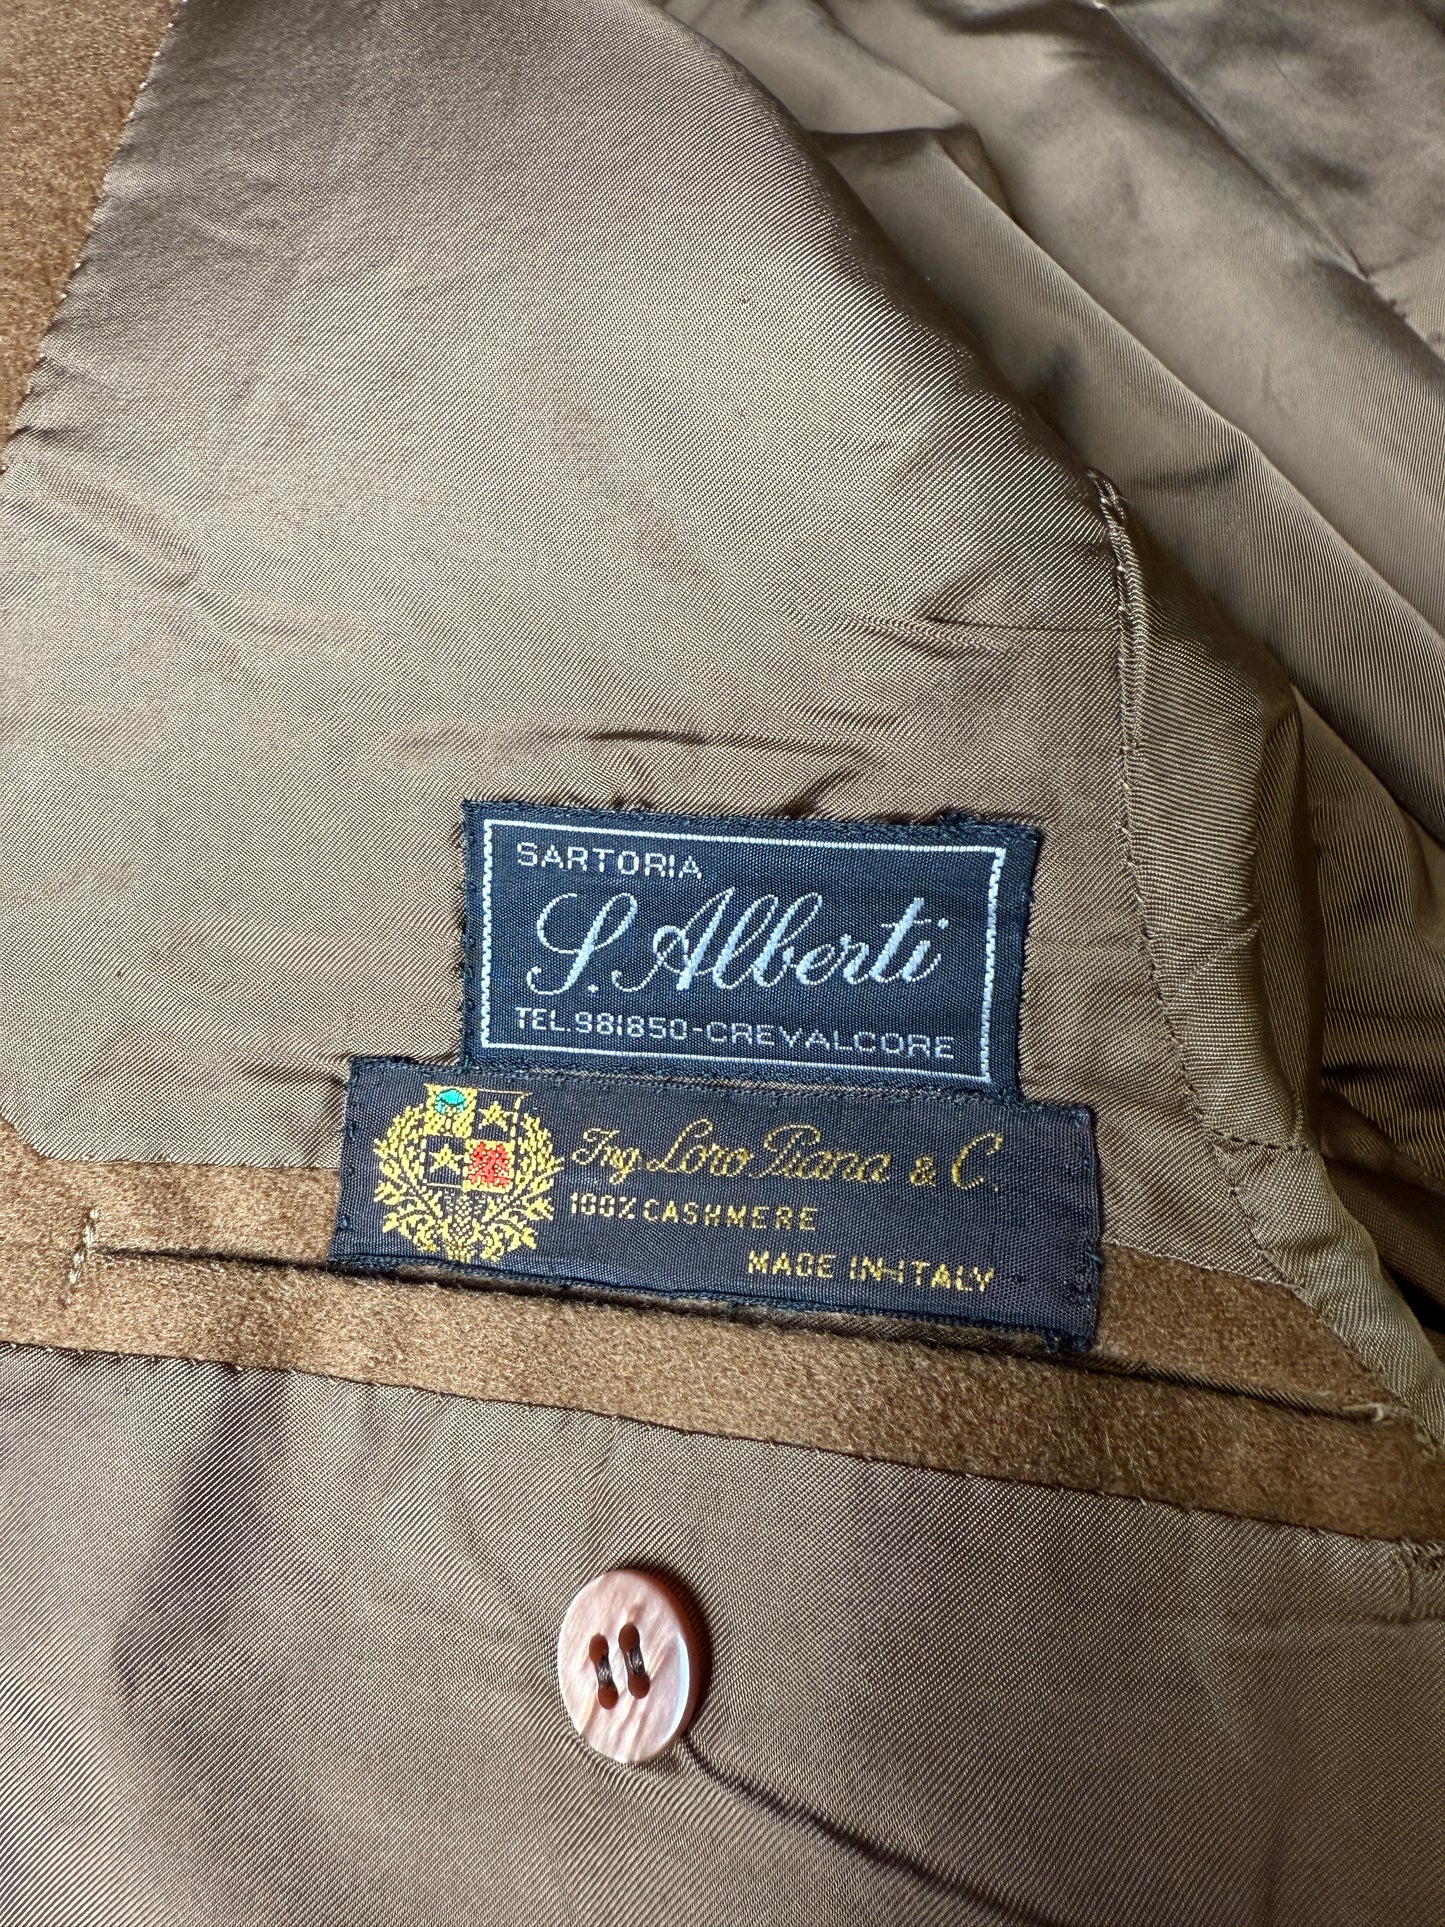 SARTORIA
S. Alberti
TEL.981850-CREVALCORE
Ing Loro Piana & C.
100% CASHMERE
MADE IN ITALY